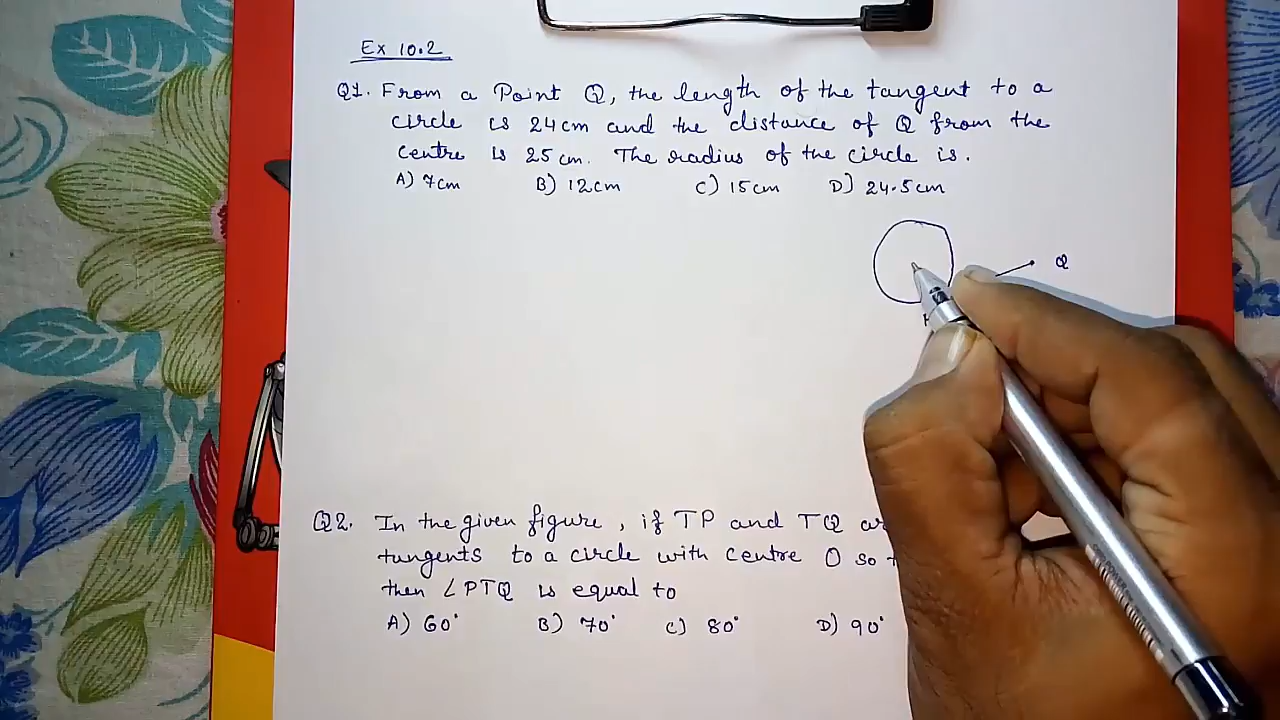 Ex 10.2
Q1. From a Point Q, the length of the tangent to a
circle is 24cm and the distance of Q from the
centre is 25 cm. The radius of the circle is.
A) 7cm B) 12cm C) 15cm D) 24.5cm
Q
Q2. In the given figure, if TP and TQ
tangents to a circle with centre O so
then ∠PTQ is equal to
A) 60° B) 70° C) 80° D) 90°